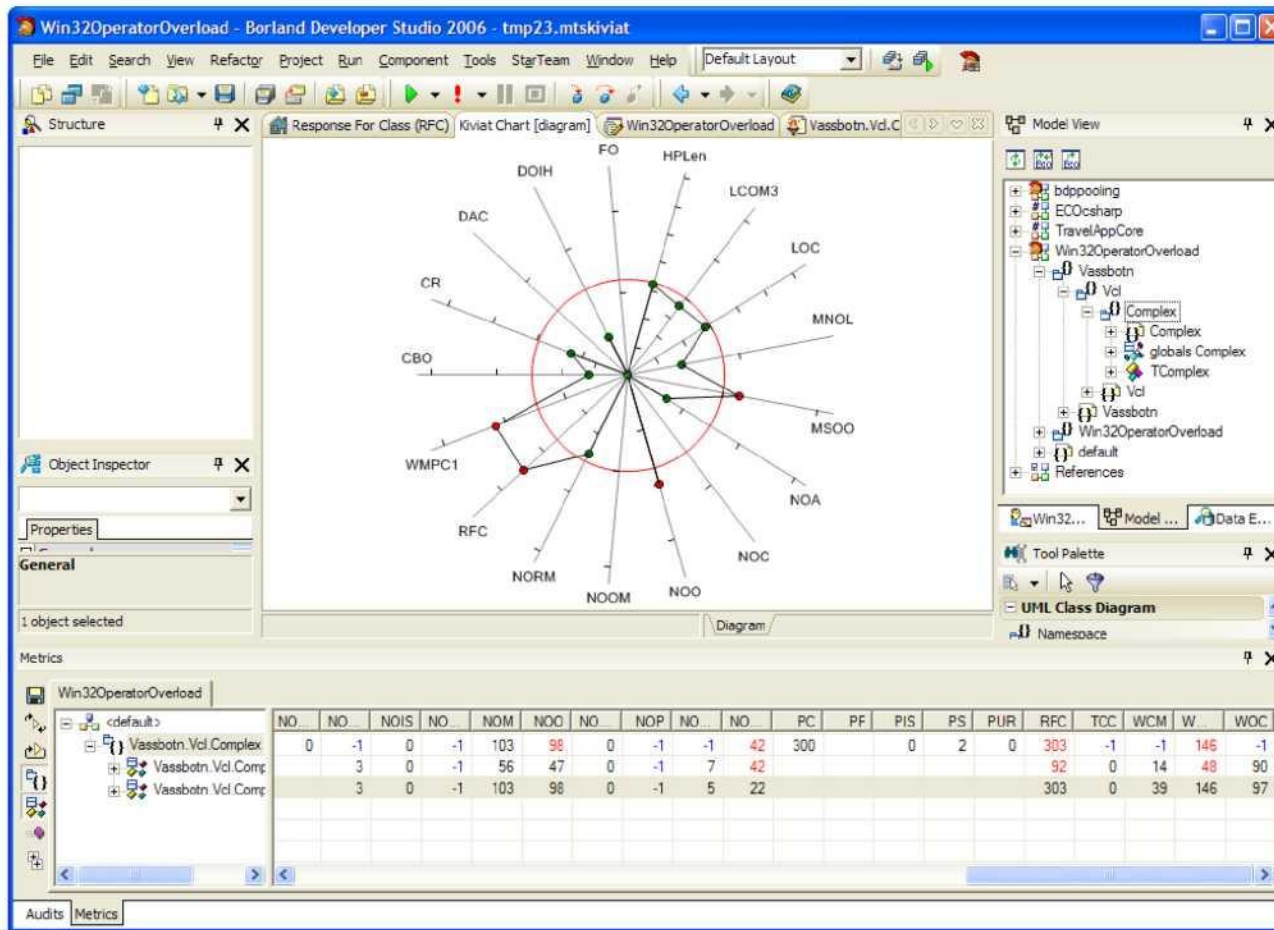 Win32OperatorOverload - Borland Developer Studio 2006 - tmp23.mtskiviat
File Edit Search View Refactor Project Run Component Tools StarTeam Window Help Default Layout
Structure
Response For Class (RFC) Kiviat Chart [diagram] Win32OperatorOverload Vassbotn.Vcl.C
Model View
FO
HPLen
DOIH
LCOM3
DAC
LOC
CR
MNOL
CBO
MSOO
WMPC1
NOA
RFC
NOC
NORM
NOO
NOOM
bdppooling
ECOcsharp
TravelAppCore
Win32OperatorOverload
Vassbotn
Vcl
Complex
Complex
globals Complex
TComplex
Vcl
Vassbotn
Win32OperatorOverload
default
References
Object Inspector
Properties
General
1 object selected
Diagram
Win32... Model ... Data E...
Tool Palette
UML Class Diagram
Namespace
Metrics
Win32OperatorOverload
NO... NO... NOIS NO... NOM NOO NO... NOP NO... NO... PC PF PIS PS PUR RFC TCC WCM W... WOC
<default>
Vassbotn.Vcl.Complex 0 -1 0 -1 103 98 0 -1 -1 42 300 0 2 0 303 -1 -1 146 -1
Vassbotn.Vcl.Comp 3 0 -1 56 47 0 -1 7 42 92 0 14 48 90
Vassbotn.Vcl.Comp 3 0 -1 103 98 0 -1 5 22 303 0 39 146 97
Audits Metrics